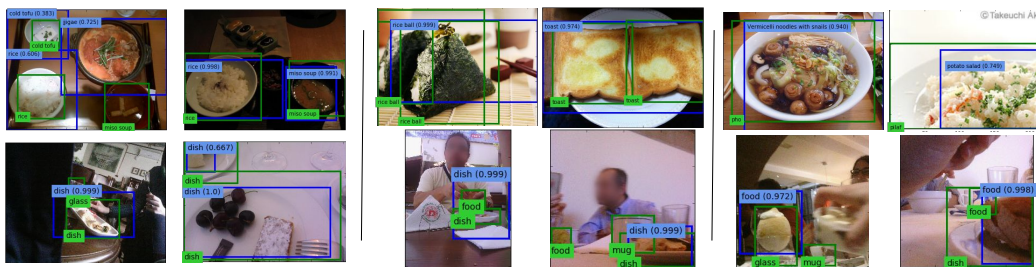 cold tofu (0.383)
jjigae (0.725)
cold tofu
rice (0.606)
miso soup
rice (0.998)
miso soup (0.991)
miso soup
rice
rice ball (0.999)
rice ball
rice ball
toast (0.974)
toast
toast
Vermicelli noodles with snails (0.940)
pho
©Takeuchi
potato salad (0.749)
pilaf
dish (0.999)
glass
dish
dish (0.667)
dish
dish (1.0)
dish
dish (0.999)
food
dish
dish (0.999)
mug
food
dish
food (0.972)
glass
mug
food (0.998)
food
dish